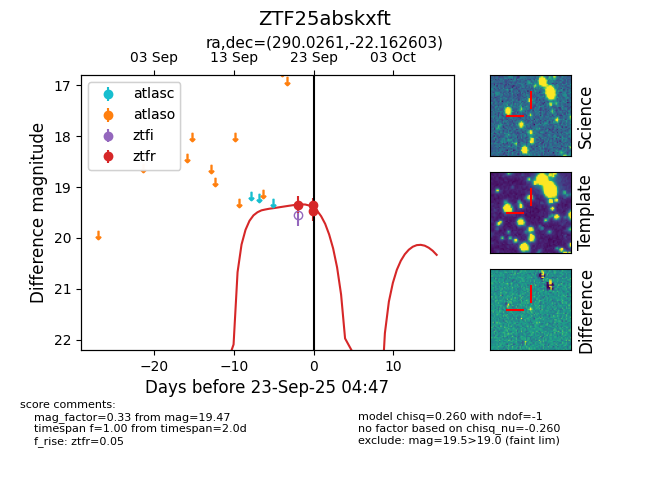 ZTF25abskxft
ra,dec=(290.0261,-22.162603)
03 Sep 13 Sep 23 Sep 03 Oct
atlasc
atlaso
ztfi
ztfr
17
18
19
20
21
22
Difference magnitude
−20 −10 0 10
Days before 23-Sep-25 04:47
Science
Template
Difference
score comments:
mag_factor=0.33 from mag=19.47
timespan f=1.00 from timespan=2.0d
f_rise: ztfr=0.05
model chisq=0.260 with ndof=-1
no factor based on chisq_nu=-0.260
exclude: mag=19.5>19.0 (faint lim)